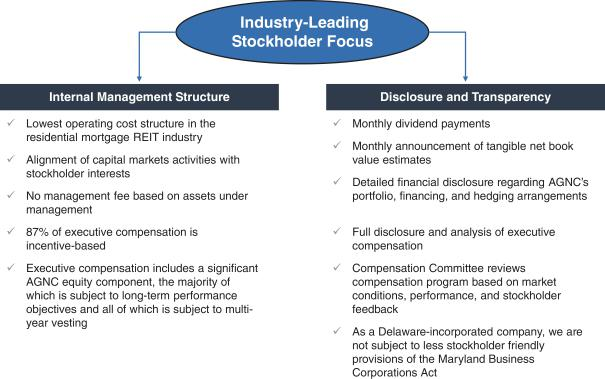 Industry-Leading
Stockholder Focus
Internal Management Structure
Lowest operating cost structure in the
residential mortgage REIT industry
Alignment of capital markets activities with
stockholder interests
No management fee based on assets under
management
87% of executive compensation is
incentive-based
Executive compensation includes a significant
AGNC equity component, the majority of
which is subject to long-term performance
objectives and all of which is subject to multi-
year vesting
Disclosure and Transparency
Monthly dividend payments
Monthly announcement of tangible net book
value estimates
Detailed financial disclosure regarding AGNC's
portfolio, financing, and hedging arrangements
Full disclosure and analysis of executive
compensation
Compensation Committee reviews
compensation program based on market
conditions, performance, and stockholder
feedback
As a Delaware-incorporated company, we are
not subject to less stockholder friendly
provisions of the Maryland Business
Corporations Act